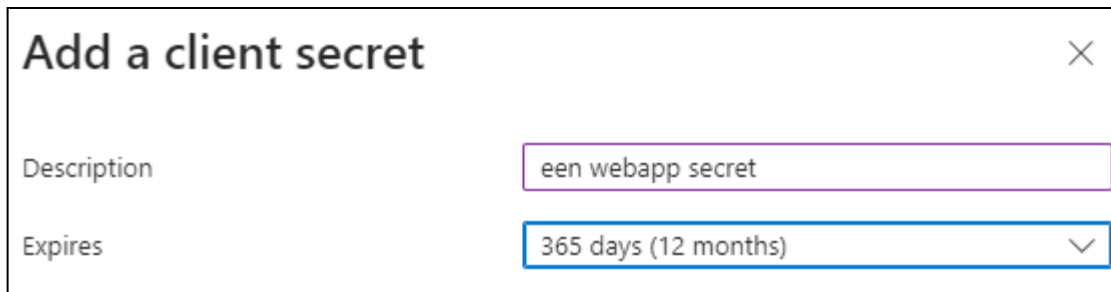 Add a client secret
Description
een webapp secret
Expires
365 days (12 months)